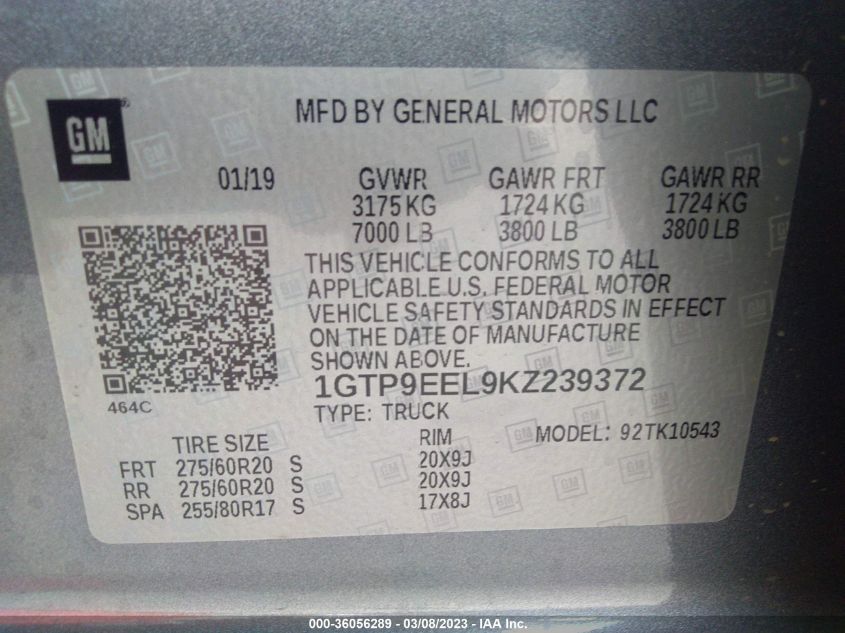 GM
MFD BY GENERAL MOTORS LLC
01/19 GVWR GAWR FRT GAWR RR
3175 KG 1724 KG 1724 KG
7000 LB 3800 LB 3800 LB
THIS VEHICLE CONFORMS TO ALL
APPLICABLE U.S. FEDERAL MOTOR
VEHICLE SAFETY STANDARDS IN EFFECT
ON THE DATE OF MANUFACTURE
SHOWN ABOVE.
1GTP9EEL9KZ239372
464C
TYPE: TRUCK
TIRE SIZE RIM MODEL: 92TK10543
FRT 275/60R20 S 20X9J
RR 275/60R20 S 20X9J
SPA 255/80R17 S 17X8J
000-36056289 - 03/08/2023 - IAA Inc.